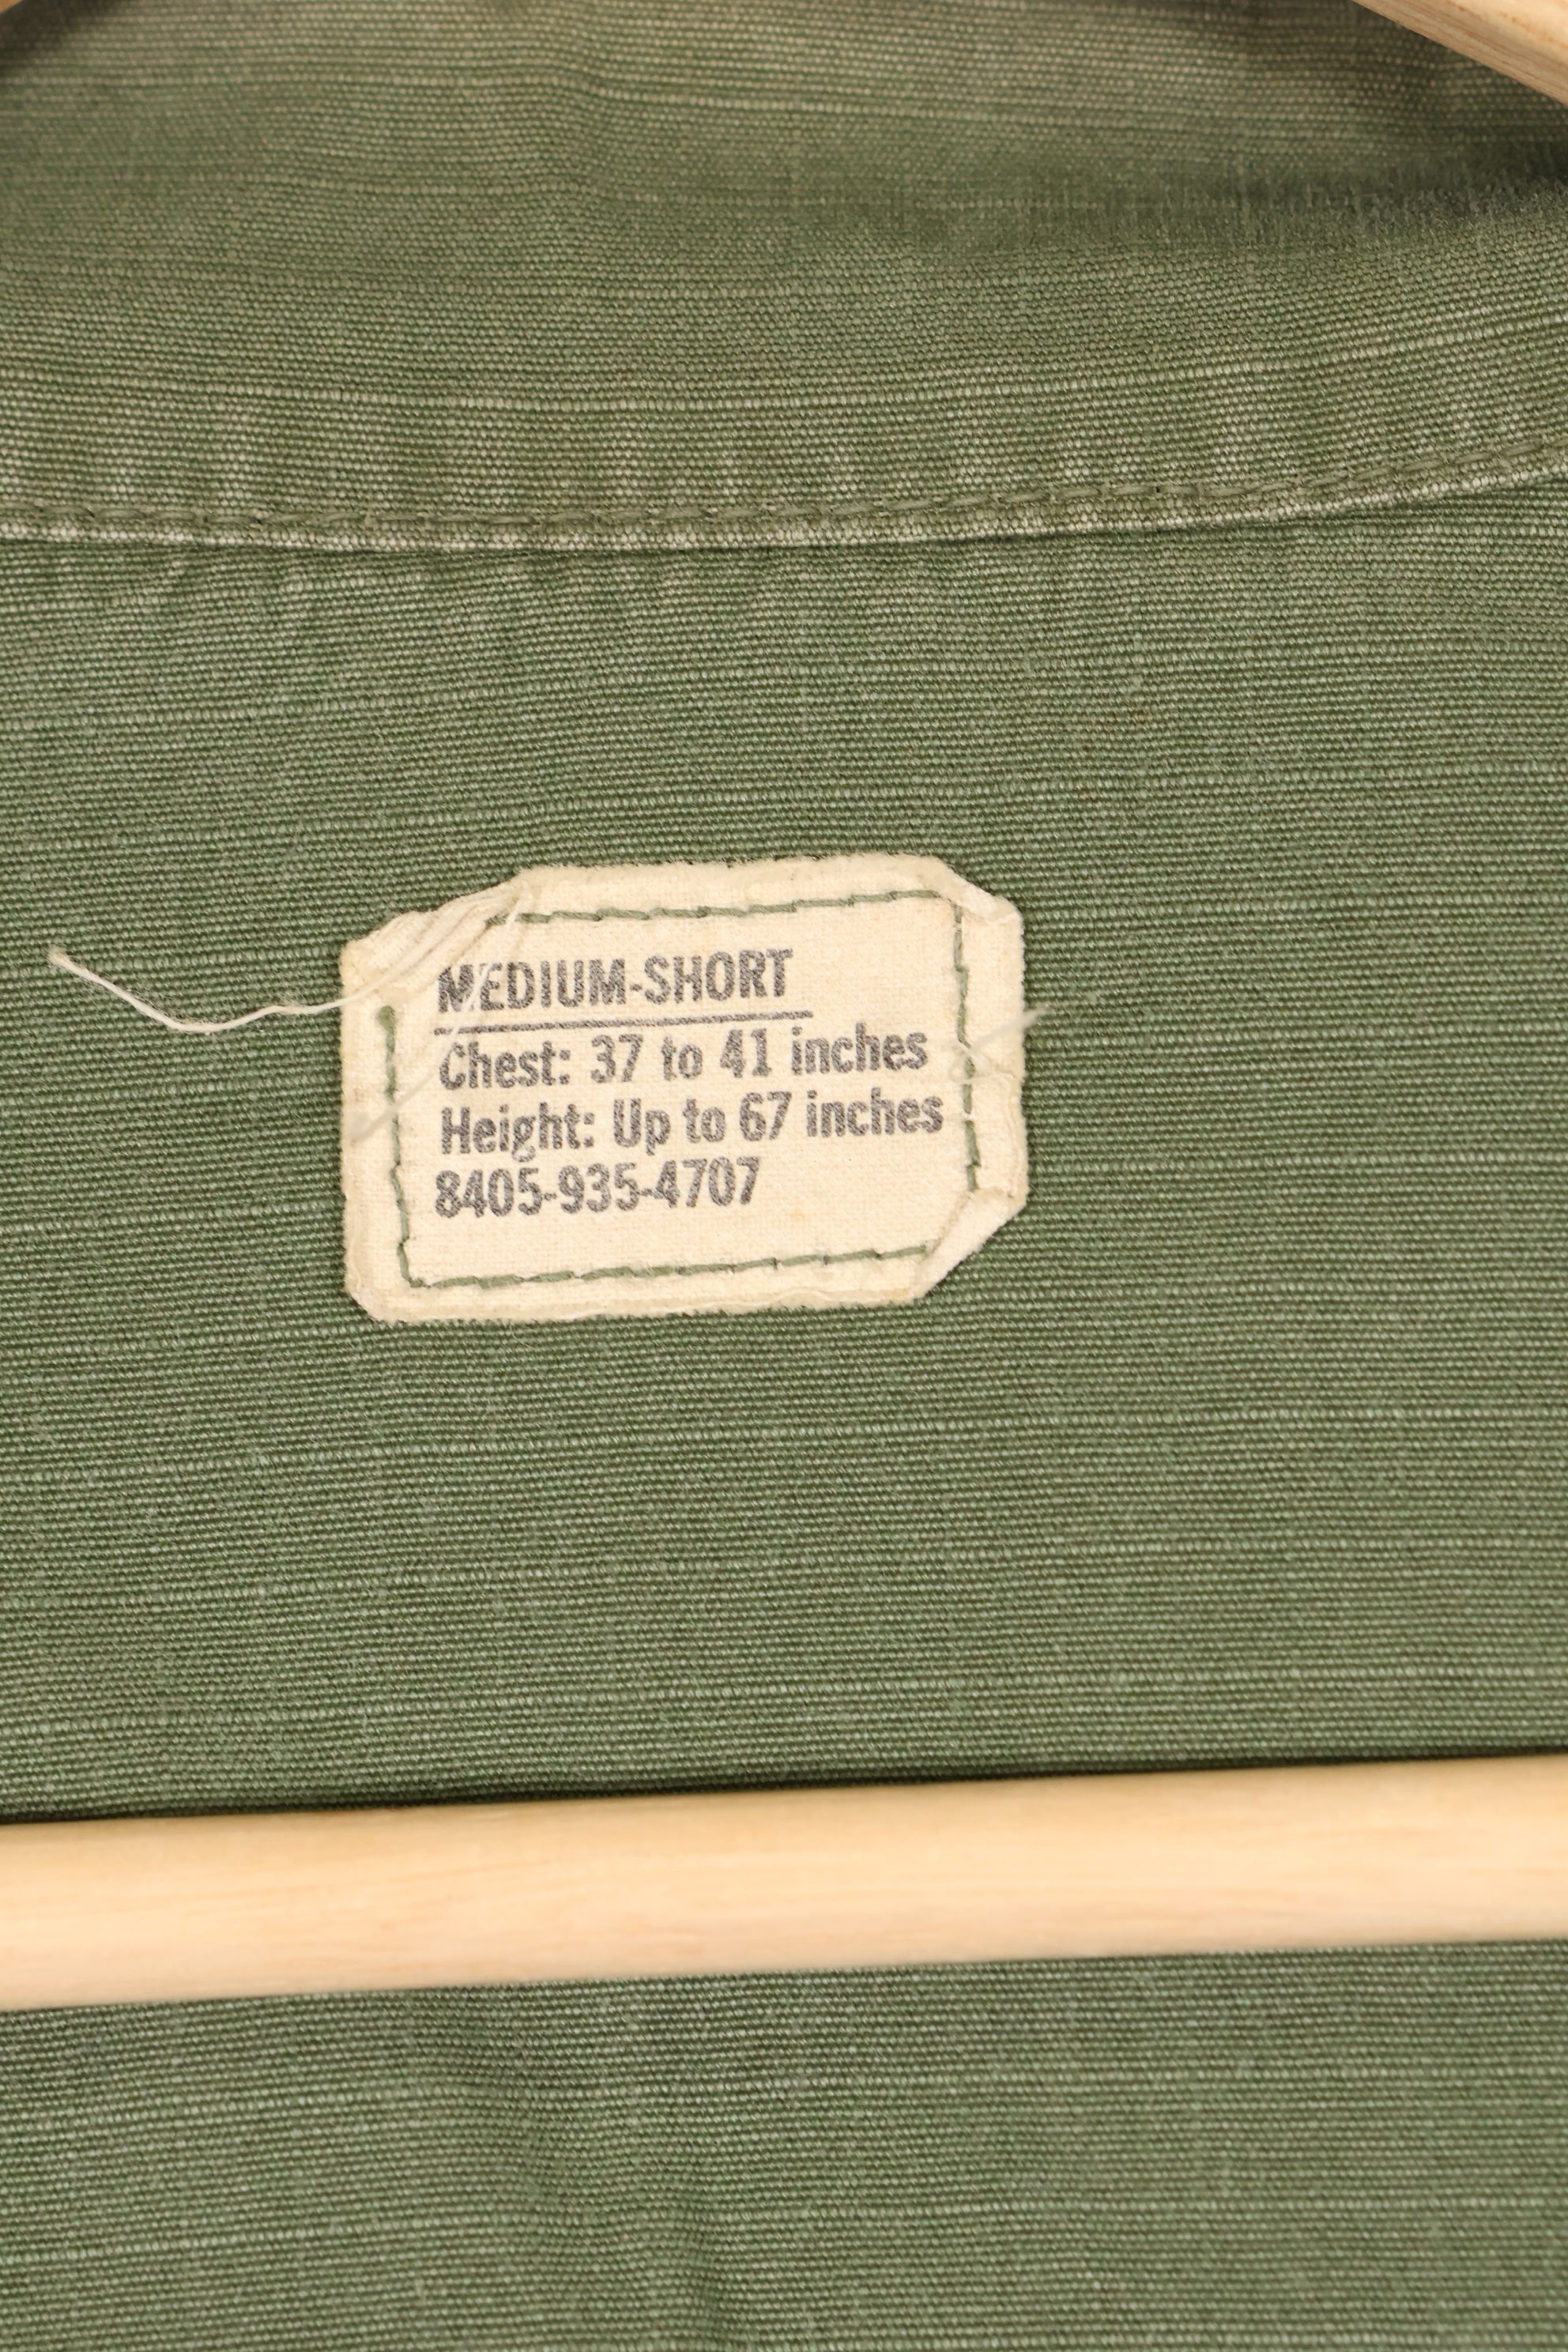 MEDIUM-SHORT
Chest: 37 to 41 inches
Height: Up to 67 inches
8405-935-4707